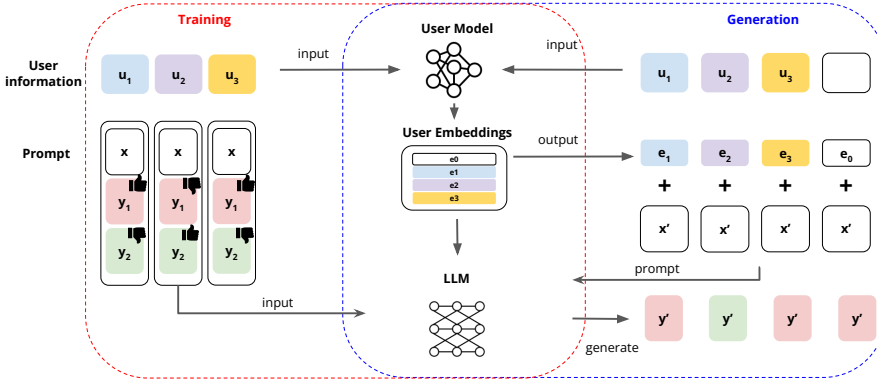 Training
Generation
User Model
User
information
u1
u2
u3
input
input
u1
u2
u3
User Embeddings
e0
e1
e2
e3
output
e1
e2
e3
e0
+ + + +
x'
x'
x'
x'
Prompt
x
x
x
y1
y1
y1
y2
y2
y2
prompt
LLM
input
generate
y'
y'
y'
y'